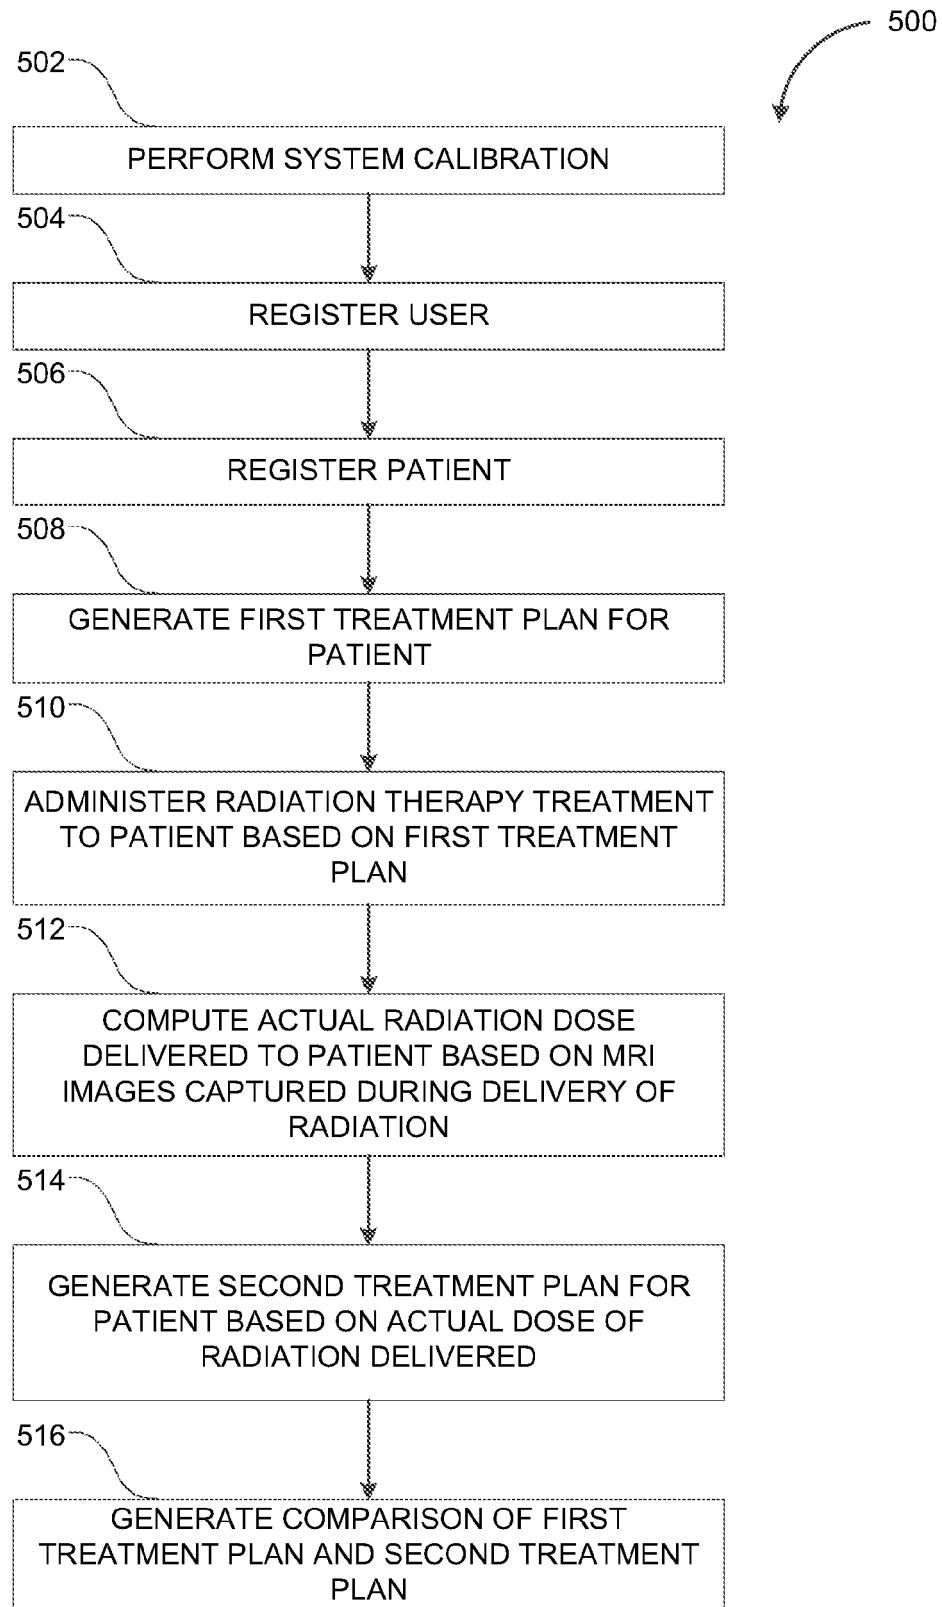 500
502
PERFORM SYSTEM CALIBRATION
504
REGISTER USER
506
REGISTER PATIENT
508
GENERATE FIRST TREATMENT PLAN FOR
PATIENT
510
ADMINISTER RADIATION THERAPY TREATMENT
TO PATIENT BASED ON FIRST TREATMENT
PLAN
512
COMPUTE ACTUAL RADIATION DOSE
DELIVERED TO PATIENT BASED ON MRI
IMAGES CAPTURED DURING DELIVERY OF
RADIATION
514
GENERATE SECOND TREATMENT PLAN FOR
PATIENT BASED ON ACTUAL DOSE OF
RADIATION DELIVERED
516
GENERATE COMPARISON OF FIRST
TREATMENT PLAN AND SECOND TREATMENT
PLAN